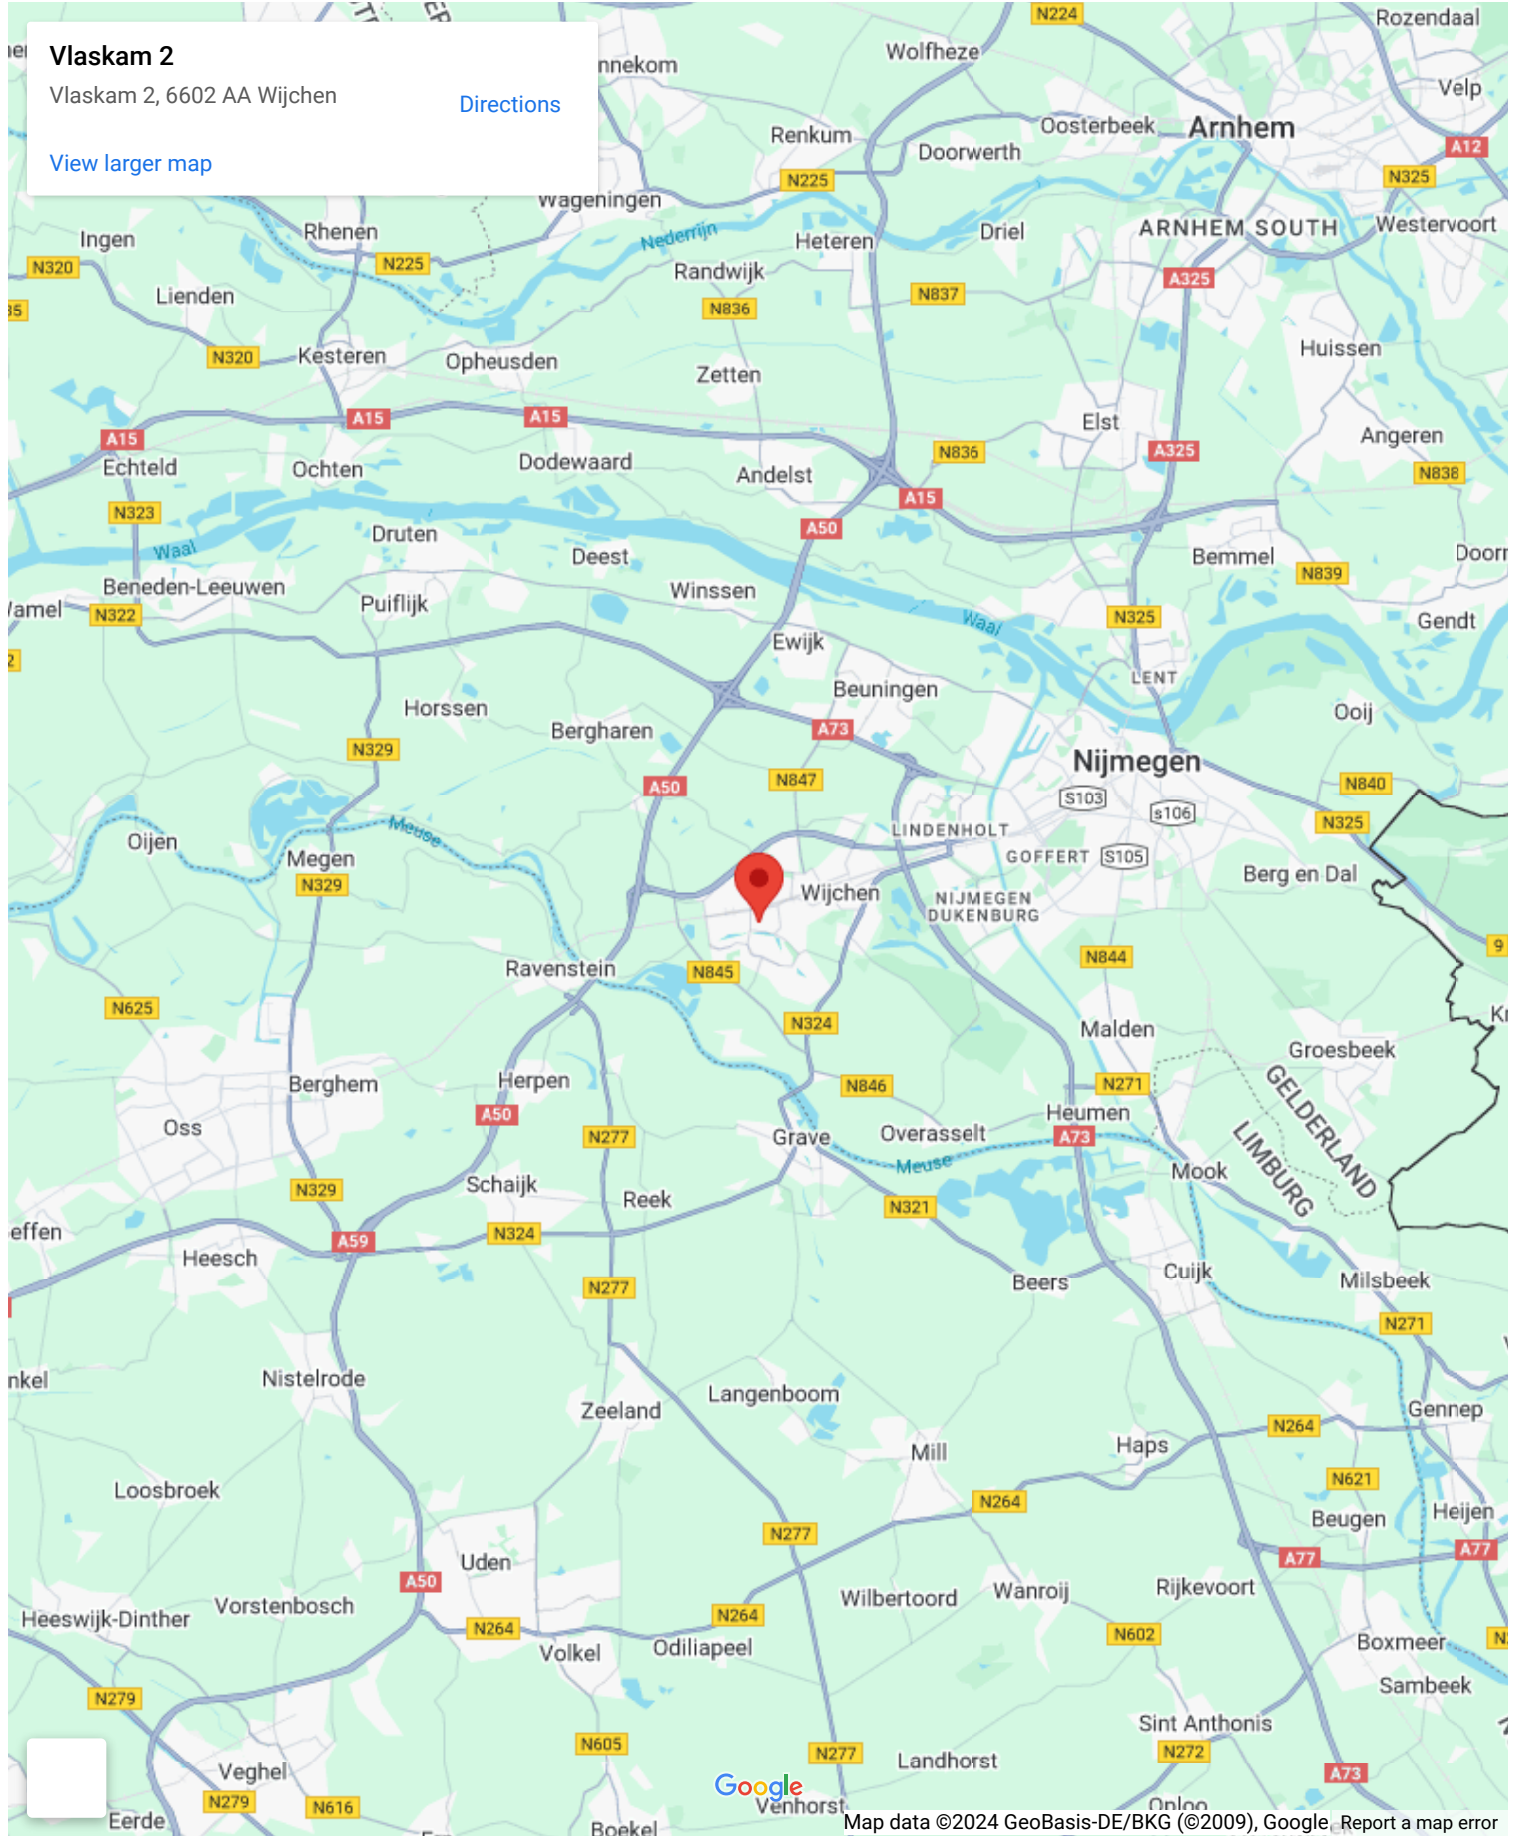 Vlaskam 2
Vlaskam 2, 6602 AA Wijchen
Directions
View larger map
N224
Rozendaal
Wolfheze
Velp
Renkum
Oosterbeek
Arnhem
Doorwerth
A12
N225
N325
Wageningen
Rhenen
Ingen
Nederrijn
Heteren
Driel
ARNHEM SOUTH
Westervoort
N320
N225
Randwijk
A325
Lienden
N836
N837
N320
Kesteren
Opheusden
Zetten
Huissen
A15
A15
A15
Elst
Angeren
Echteld
Ochten
Dodewaard
Andelst
N836
A325
N838
N323
A15
A50
Druten
Waal
Deest
Bemmel
N839
Beneden-Leeuwen
Winssen
N322
Puiflijk
Waal
N325
Gendt
Ewijk
LENT
Beuningen
Horssen
Ooij
Bergharen
A73
N329
Nijmegen
A50
N847
N840
S103
s106
N325
Meuse
LINDENHOLT
Oijen
Megen
GOFFERT
S105
Berg en Dal
N329
Wijchen
NIJMEGEN
DUKENBURG
9
Ravenstein
N845
N844
N625
N324
Malden
Groesbeek
Berghem
Herpen
N846
N271
GELDERLAND
LIMBURG
Oss
A50
Heumen
N277
Grave
Overasselt
A73
Meuse
Mook
N329
Schaijk
Reek
N321
A59
N324
Heesch
Beers
Cuijk
Milsbeek
N277
N271
Nistelrode
Langenboom
Zeeland
Gennep
N264
Mill
Haps
Loosbroek
N621
N264
Heijen
Beugen
N277
Uden
A77
A77
A50
Vorstenbosch
Wilbertoord
Wanroij
Rijkevoort
Heeswijk-Dinther
N264
N264
N602
Volkel
Odiliapeel
Boxmeer
Sambeek
N279
Sint Anthonis
N605
N277
N272
Landhorst
Veghel
A73
N279
N616
Google
Venhorst
Oploo
Eerde
Boekel
Map data ©2024 GeoBasis-DE/BKG (©2009), Google
Report a map error